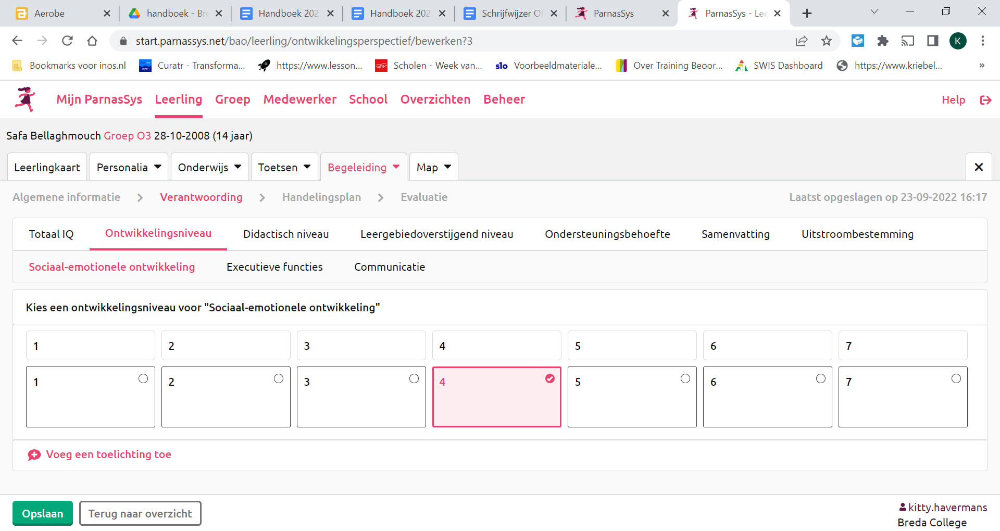 Aerobe
handboek - Bre
Handboek 202
Handboek 202
Schrijfwijzer OP
ParnasSys
ParnasSys - Lee
start.parnassys.net/bao/leerling/ontwikkelingsperspectief/bewerken?3
K
Bookmarks voor inos.nl
Curatr - Transforma...
https://www.lesson...
Scholen - Week van...
slo Voorbeeldmateriale...
Over Training Beoor...
SWIS Dashboard
https://www.kriebel...
»
Mijn ParnasSys Leerling Groep Medewerker School Overzichten Beheer Help
Safa Bellaghmouch Groep O3 28-10-2008 (14 jaar)
Leerlingkaart Personalia Onderwijs Toetsen Begeleiding Map
Algemene informatie > Verantwoording > Handelingsplan > Evaluatie Laatst opgeslagen op 23-09-2022 16:17
Totaal IQ Ontwikkelingsniveau Didactisch niveau Leergebiedoverstijgend niveau Ondersteuningsbehoefte Samenvatting Uitstroombestemming
Sociaal-emotionele ontwikkeling Executieve functies Communicatie
Kies een ontwikkelingsniveau voor "Sociaal-emotionele ontwikkeling"
1 2 3 4 5 6 7
1 2 3 4 5 6 7
Voeg een toelichting toe
Opslaan Terug naar overzicht
kitty.havermans
Breda College